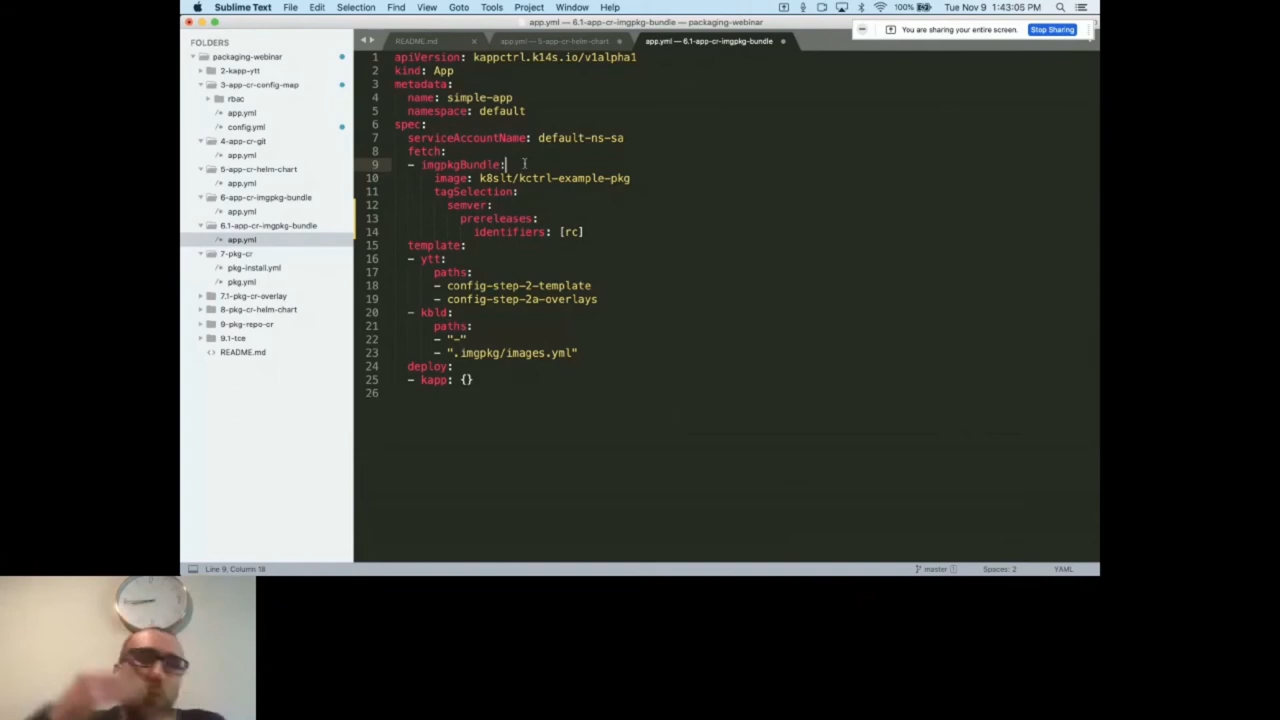 Sublime Text File Edit Selection Find View Goto Tools Project Window Help 100% Tue Nov 9 1:43:05 PM
app.yml — 6.1-app-cr-imgpkg-bundle — packaging-webinar
You are sharing your entire screen. Stop Sharing
FOLDERS
packaging-webinar
2-kapp-ytt
3-app-cr-config-map
rbac
app.yml
config.yml
4-app-cr-git
app.yml
5-app-cr-helm-chart
app.yml
6-app-cr-imgpkg-bundle
app.yml
6.1-app-cr-imgpkg-bundle
app.yml
7-pkg-cr
pkg-install.yml
pkg.yml
7.1-pkg-cr-overlay
8-pkg-cr-helm-chart
9-pkg-repo-cr
9.1-tce
README.md
README.md app.yml — 5-app-cr-helm-chart app.yml — 6.1-app-cr-imgpkg-bundle
1 apiVersion: kappctrl.k14s.io/v1alpha1
2 kind: App
3 metadata:
4 name: simple-app
5 namespace: default
6 spec:
7 serviceAccountName: default-ns-sa
8 fetch:
9 - imgpkgBundle:
10 image: k8slt/kctrl-example-pkg
11 tagSelection:
12 semver:
13 prereleases:
14 identifiers: [rc]
15 template:
16 - ytt:
17 paths:
18 - config-step-2-template
19 - config-step-2a-overlays
20 - kbld:
21 paths:
22 - "-"
23 - ".imgpkg/images.yml"
24 deploy:
25 - kapp: {}
26
Line 9, Column 18 master Spaces: 2 YAML